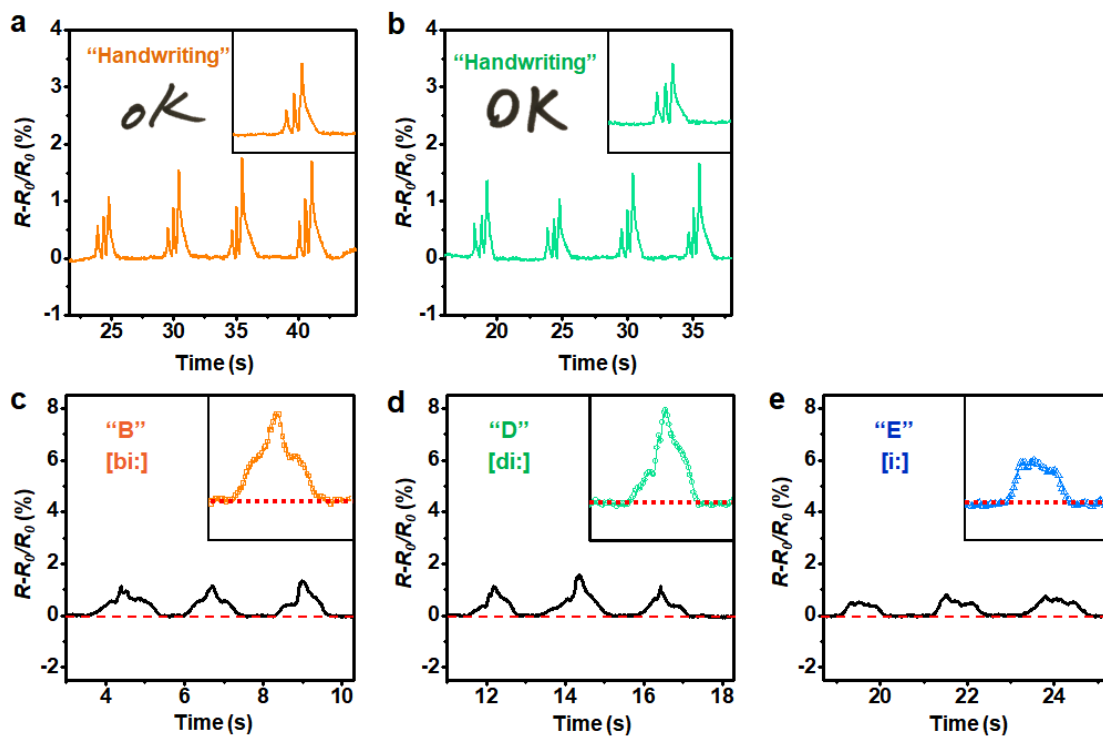 a
“Handwriting”
oK
R-R0/R0 (%)
4
3
2
1
0
-1
25 30 35 40
Time (s)
b
“Handwriting”
OK
R-R0/R0 (%)
4
3
2
1
0
-1
20 25 30 35
Time (s)
c
“B”
[bi:]
R-R0/R0 (%)
8
6
4
2
0
-2
4 6 8 10
Time (s)
d
“D”
[di:]
R-R0/R0 (%)
8
6
4
2
0
-2
12 14 16 18
Time (s)
e
“E”
[i:]
R-R0/R0 (%)
8
6
4
2
0
-2
20 22 24
Time (s)